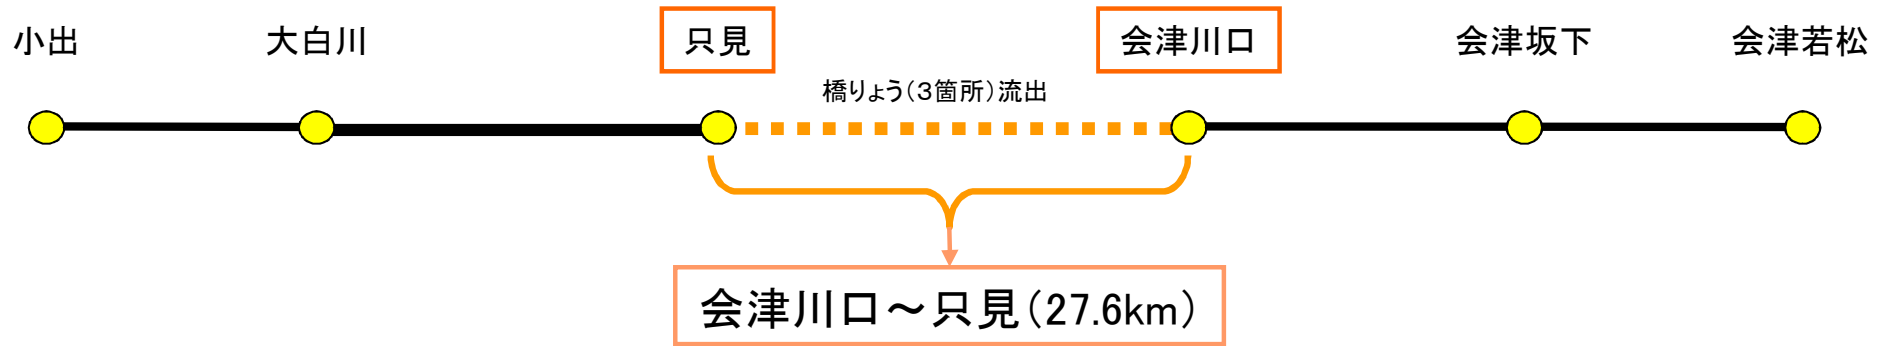 小出
大白川
只見
会津川口
会津坂下
会津若松
橋りょう（３箇所）流出
会津川口～只見（27.6km）